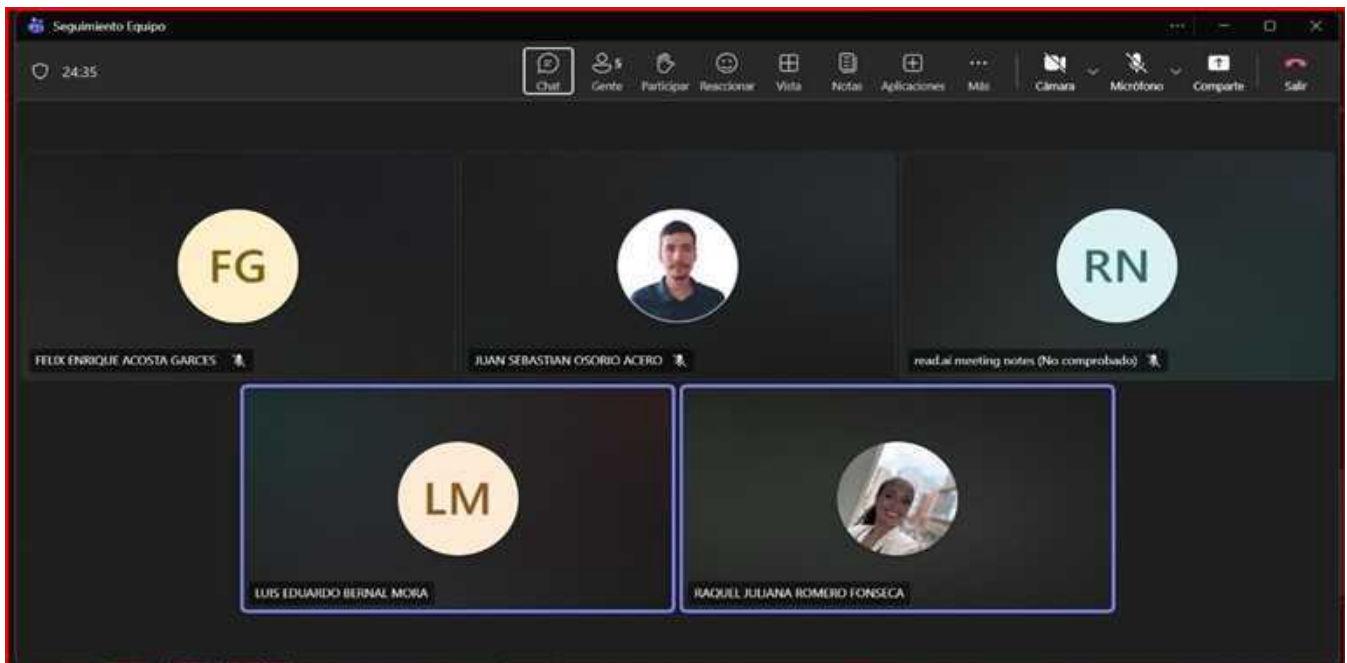 Seguimiento Equipo
24:35
Chat
Gente 5
Participar
Reaccionar
Vista
Notas
Aplicaciones
Más
Cámara
Micrófono
Comparte
Salir
FG
RN
FELIX ENRIQUE ACOSTA GARCES
JUAN SEBASTIAN OSORIO ACERO
read.ai meeting notes (No comprobado)
LM
LUIS EDUARDO BERNAL MORA
RAQUEL JULIANA ROMERO FONSECA